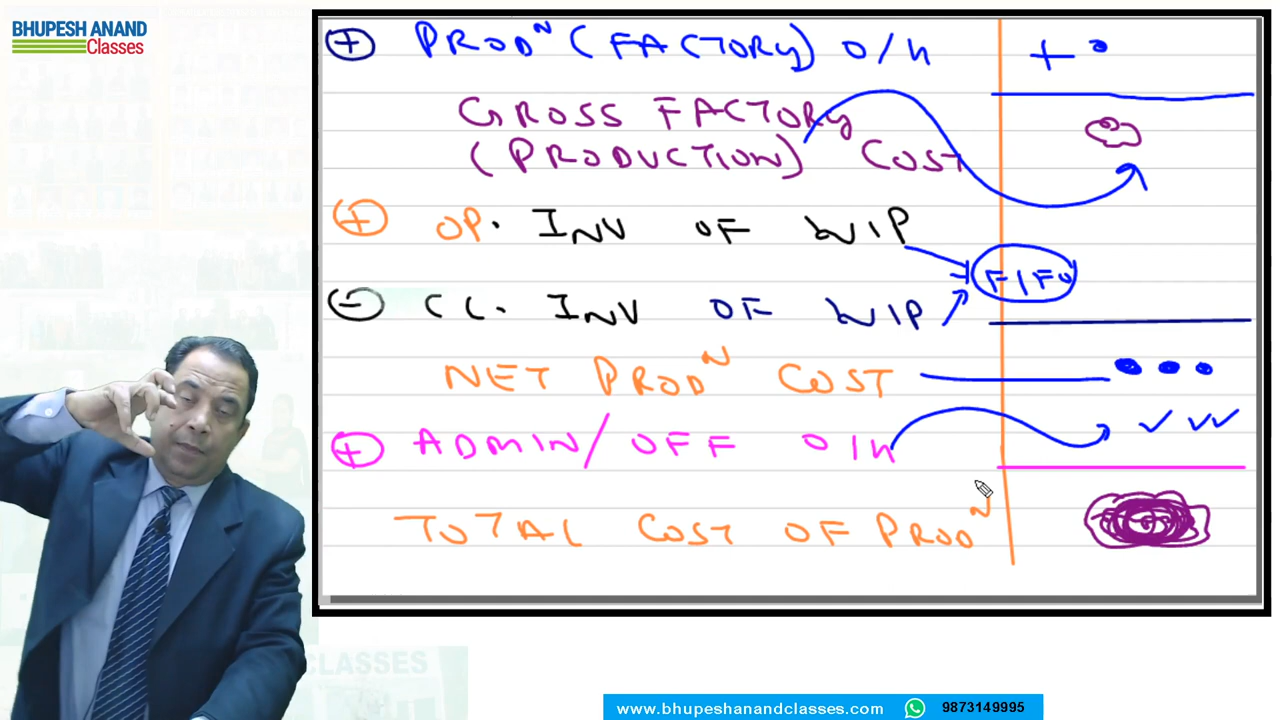 BHUPESH ANAND
Classes
+ PRODN (FACTORY) O/H + •
GROSS FACTORY
(PRODUCTION) COST
+ OP. INV OF WIP
FIFO
- CL. INV OF WIP
NET PRODN COST
+ ADMIN/OFF O/H ✓ ✓✓
TOTAL COST OF PRODN
CLASSES
www.bhupeshanandclasses.com 9873149995